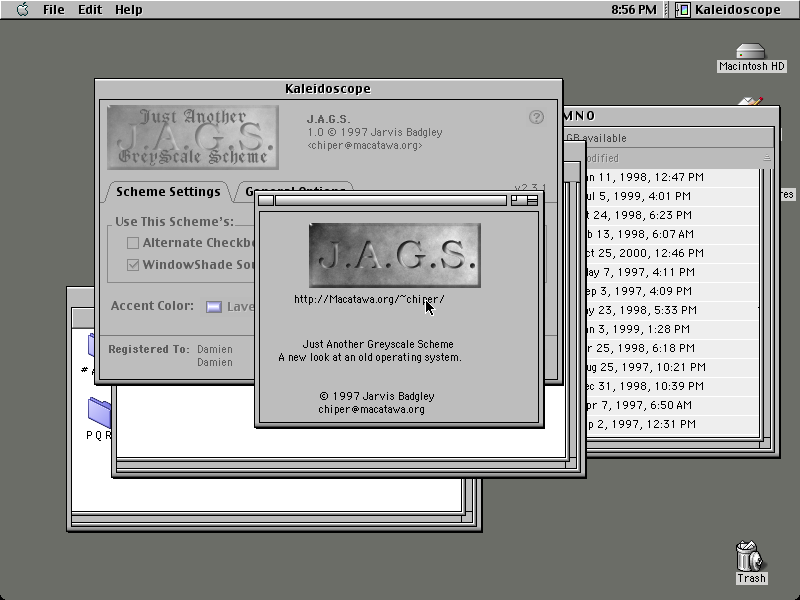 File Edit Help
8:56 PM
Kaleidoscope
Macintosh HD
Kaleidoscope
Just Another
J.A.G.S.
GreyScale Scheme
J.A.G.S.
1.0 © 1997 Jarvis Badgley
<chiper@macatawa.org>
?
Scheme Settings
General Options
v2.3.1
Use This Scheme's:
Alternate Checkb
WindowShade Sou
Accent Color:
Lave
Registered To: Damien
Damien
J.A.G.S.
http://Macatawa.org/~chiper/
Just Another Greyscale Scheme
A new look at an old operating system.
© 1997 Jarvis Badgley
chiper@macatawa.org
MNO
GB available
odified
n 11, 1998, 12:47 PM
ul 5, 1999, 4:01 PM
t 24, 1998, 6:23 PM
b 13, 1998, 6:07 AM
ct 25, 2000, 12:46 PM
ay 7, 1997, 4:11 PM
ep 3, 1997, 4:09 PM
ay 23, 1998, 5:33 PM
n 3, 1999, 1:28 PM
r 25, 1998, 6:18 PM
ug 25, 1997, 10:21 PM
ec 31, 1998, 10:39 PM
pr 7, 1997, 6:50 AM
p 2, 1997, 12:31 PM
res
# A
PQR
Trash